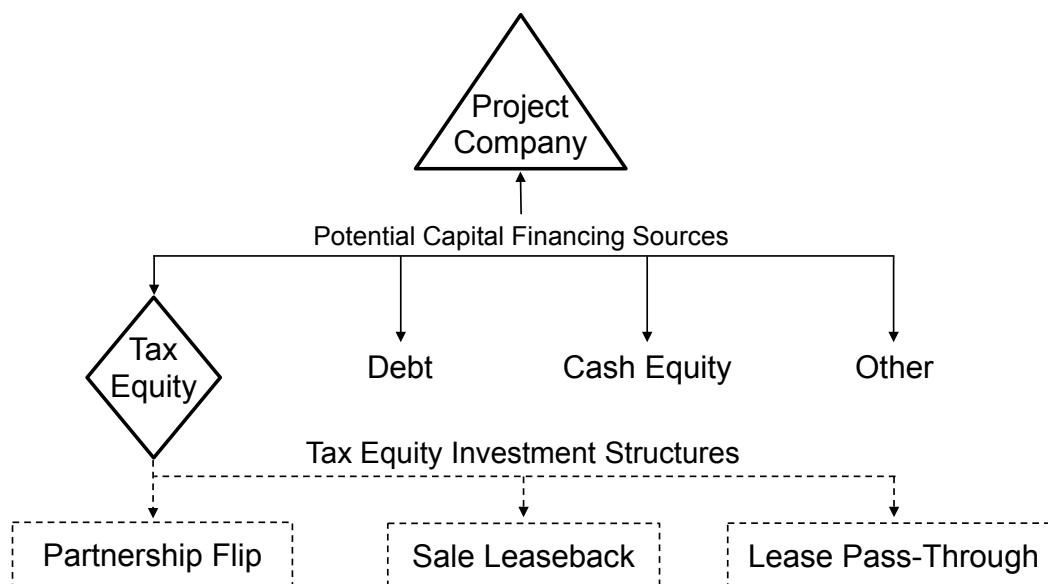 Project
Company
Potential Capital Financing Sources
Tax
Equity
Debt
Cash Equity
Other
Tax Equity Investment Structures
Partnership Flip
Sale Leaseback
Lease Pass-Through